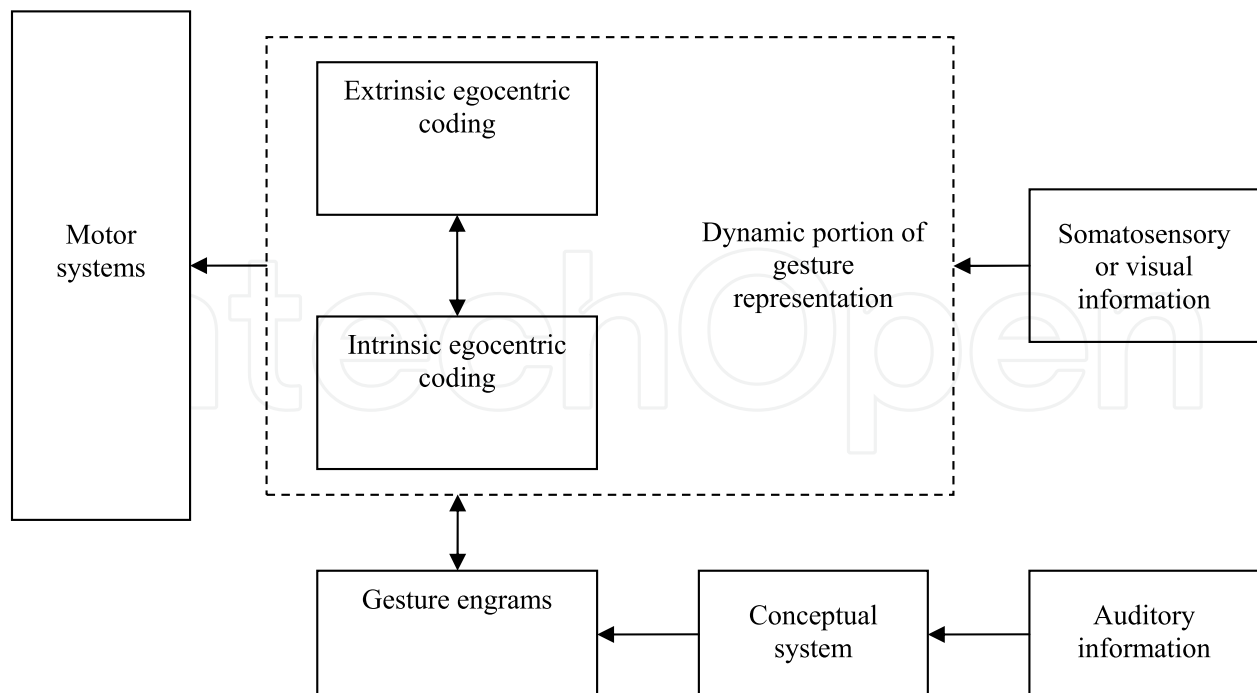 Extrinsic egocentric
coding
Motor
systems
Dynamic portion of
gesture
representation
Somatosensory
or visual
information
Intrinsic egocentric
coding
Gesture engrams
Conceptual
system
Auditory
information
ntechOpen